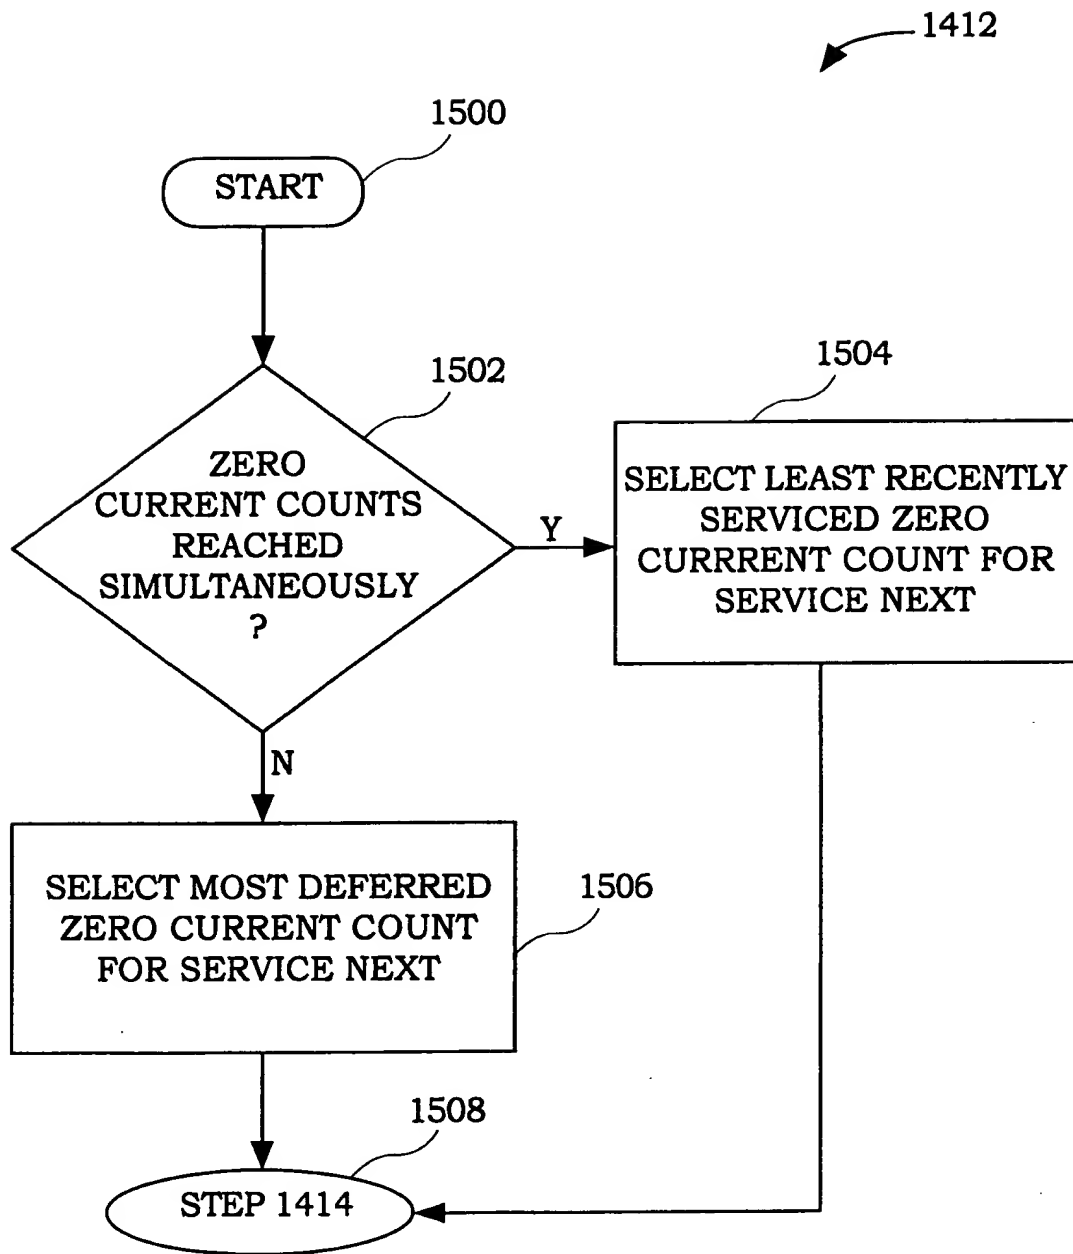 1412
1500
START
1502
1504
ZERO
CURRENT COUNTS
REACHED
SIMULTANEOUSLY
?
Y
SELECT LEAST RECENTLY
SERVICED ZERO
CURRRENT COUNT FOR
SERVICE NEXT
N
SELECT MOST DEFERRED
ZERO CURRENT COUNT
FOR SERVICE NEXT
1506
1508
STEP 1414